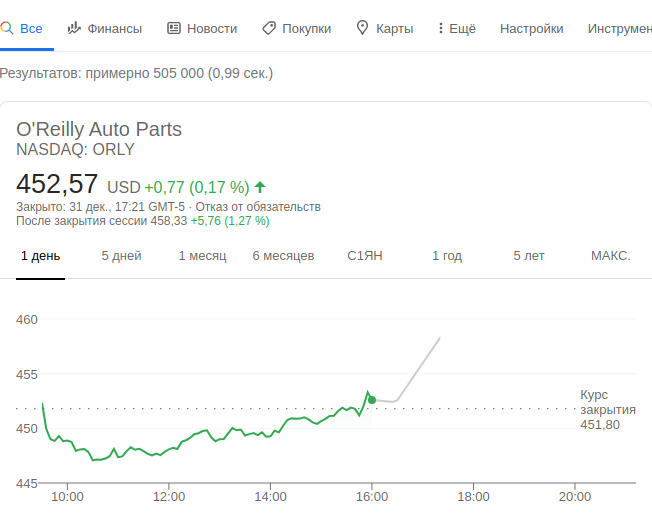 Все Финансы Новости Покупки Карты Ещё Настройки Инструмен
Результатов: примерно 505 000 (0,99 сек.)
O'Reilly Auto Parts
NASDAQ: ORLY
452,57 USD +0,77 (0,17 %)
Закрыто: 31 дек., 17:21 GMT-5 · Отказ от обязательств
После закрытия сессии 458,33 +5,76 (1,27 %)
1 день 5 дней 1 месяц 6 месяцев С1ЯН 1 год 5 лет МАКС.
460
455
Курс
закрытия
450
451,80
445
10:00 12:00 14:00 16:00 18:00 20:00